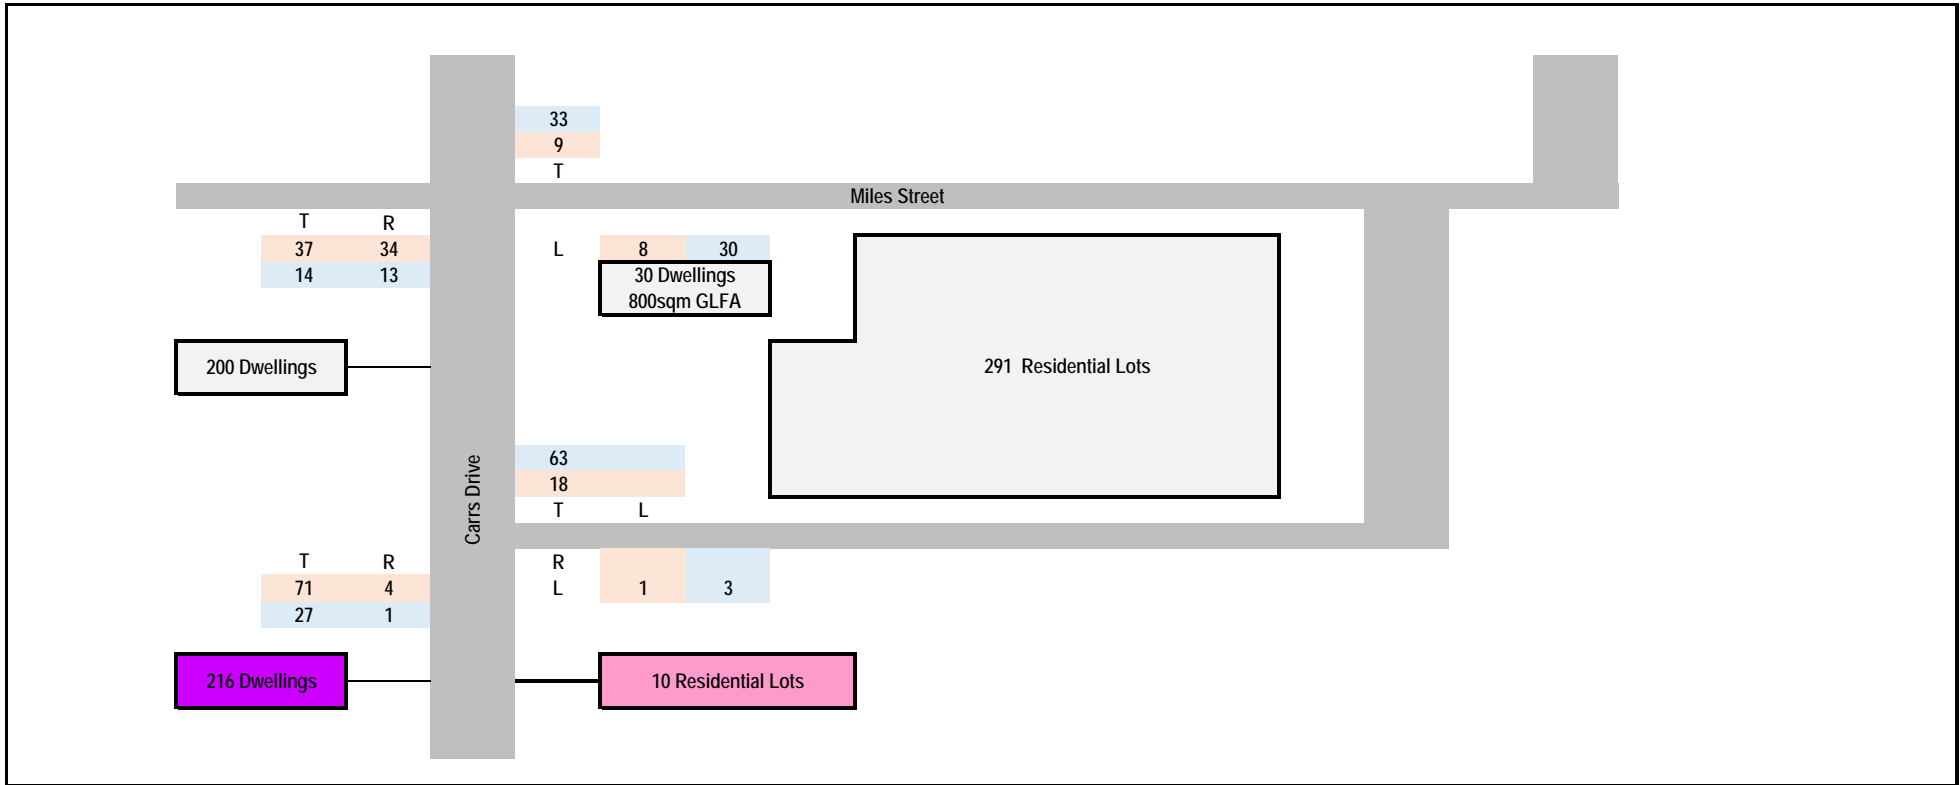 33
9
T
Miles Street
T R
37 34
14 13
L 8 30
30 Dwellings
800sqm GLFA
200 Dwellings
291 Residential Lots
Carrs Drive
63
18
T L
T R
71 4
27 1
R
L 1 3
216 Dwellings
10 Residential Lots